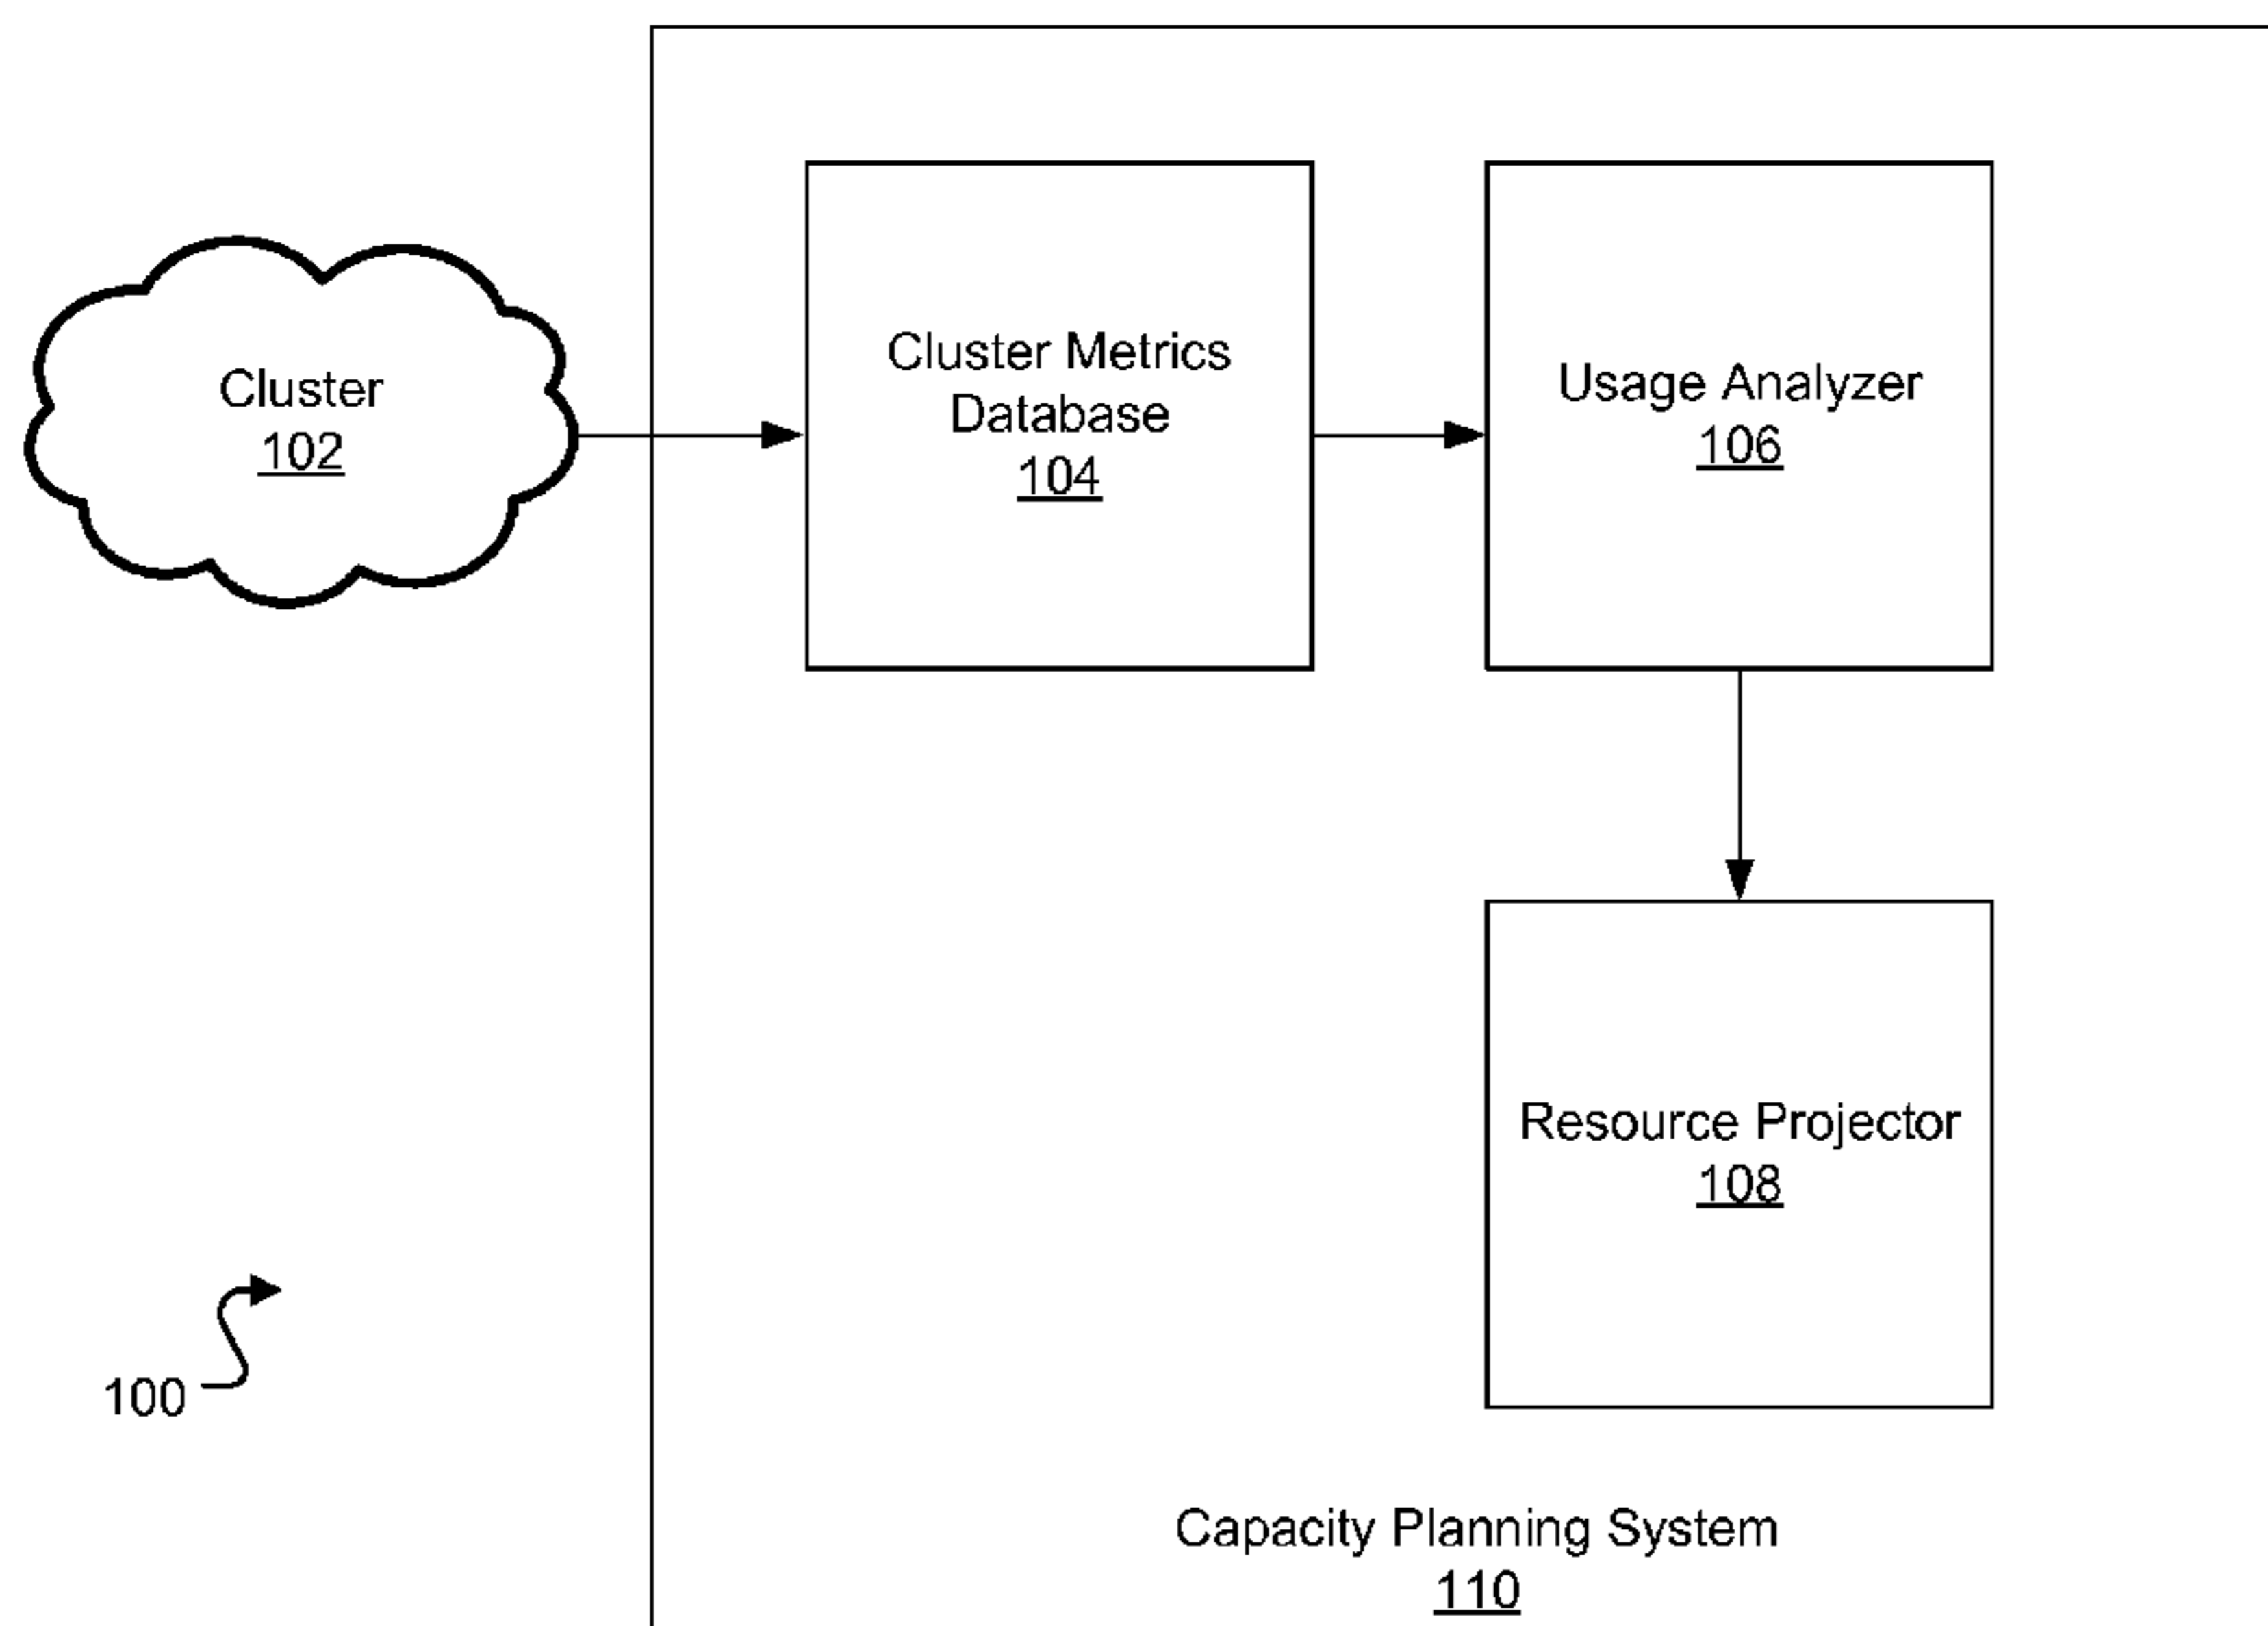 Cluster
102
Cluster Metrics
Database
104
Usage Analyzer
106
Resource Projector
108
100
Capacity Planning System
110